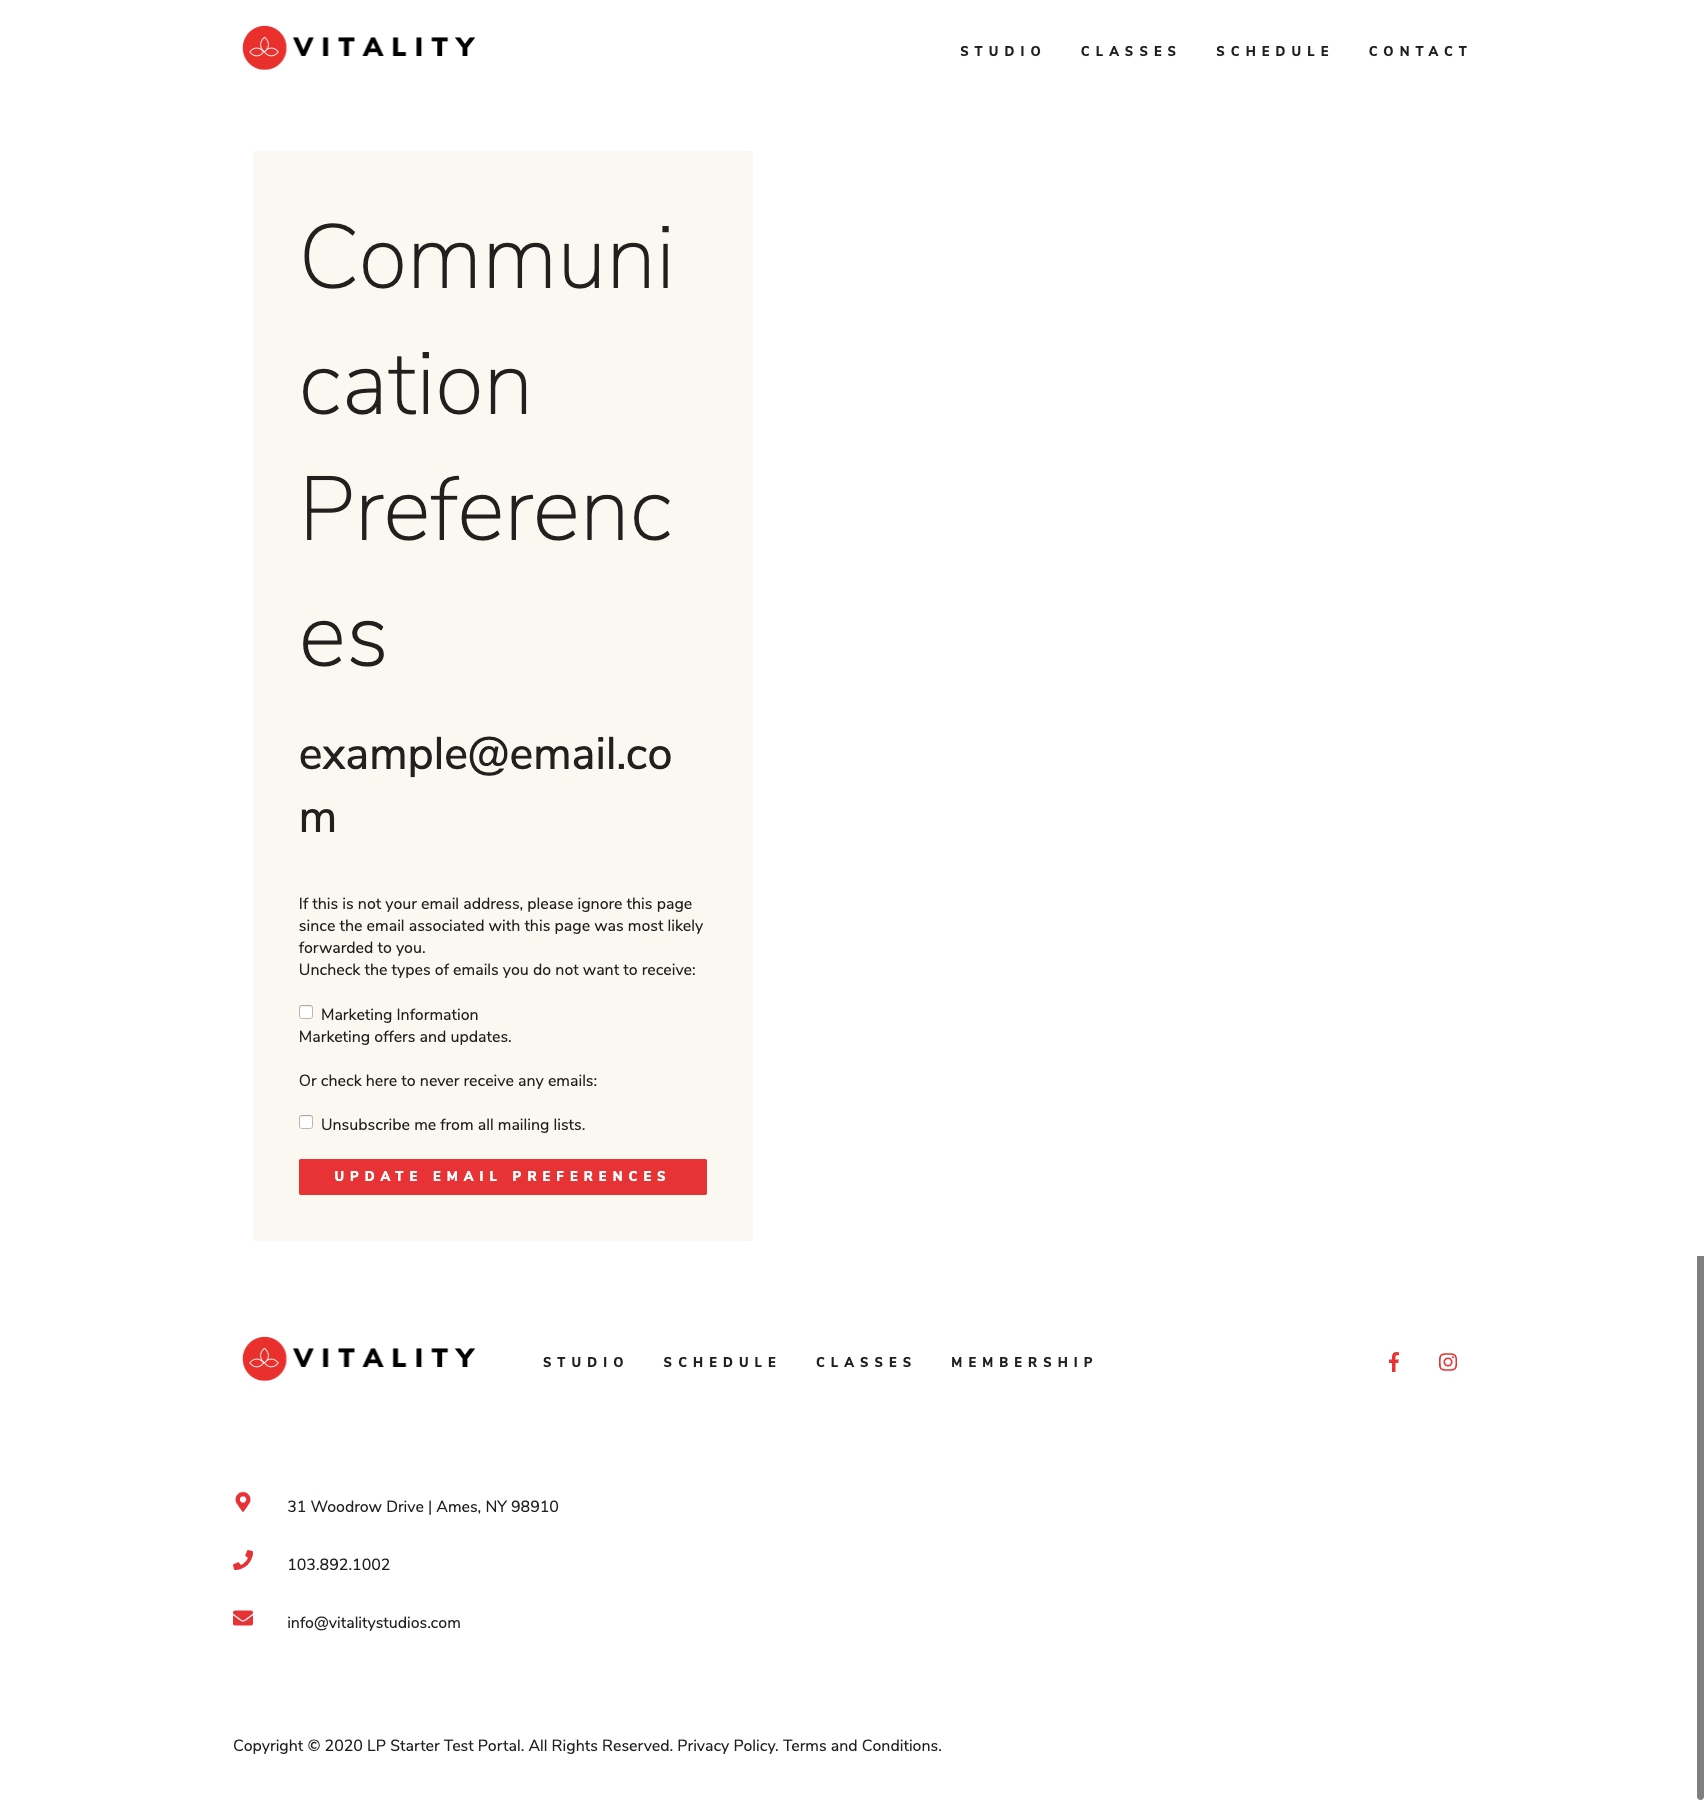 VITALITY
STUDIO CLASSES SCHEDULE CONTACT
Communi
cation
Preferenc
es
example@email.co
m
If this is not your email address, please ignore this page
since the email associated with this page was most likely
forwarded to you.
Uncheck the types of emails you do not want to receive:
Marketing Information
Marketing offers and updates.
Or check here to never receive any emails:
Unsubscribe me from all mailing lists.
UPDATE EMAIL PREFERENCES
VITALITY
STUDIO SCHEDULE CLASSES MEMBERSHIP
31 Woodrow Drive | Ames, NY 98910
103.892.1002
info@vitalitystudios.com
Copyright © 2020 LP Starter Test Portal. All Rights Reserved. Privacy Policy. Terms and Conditions.